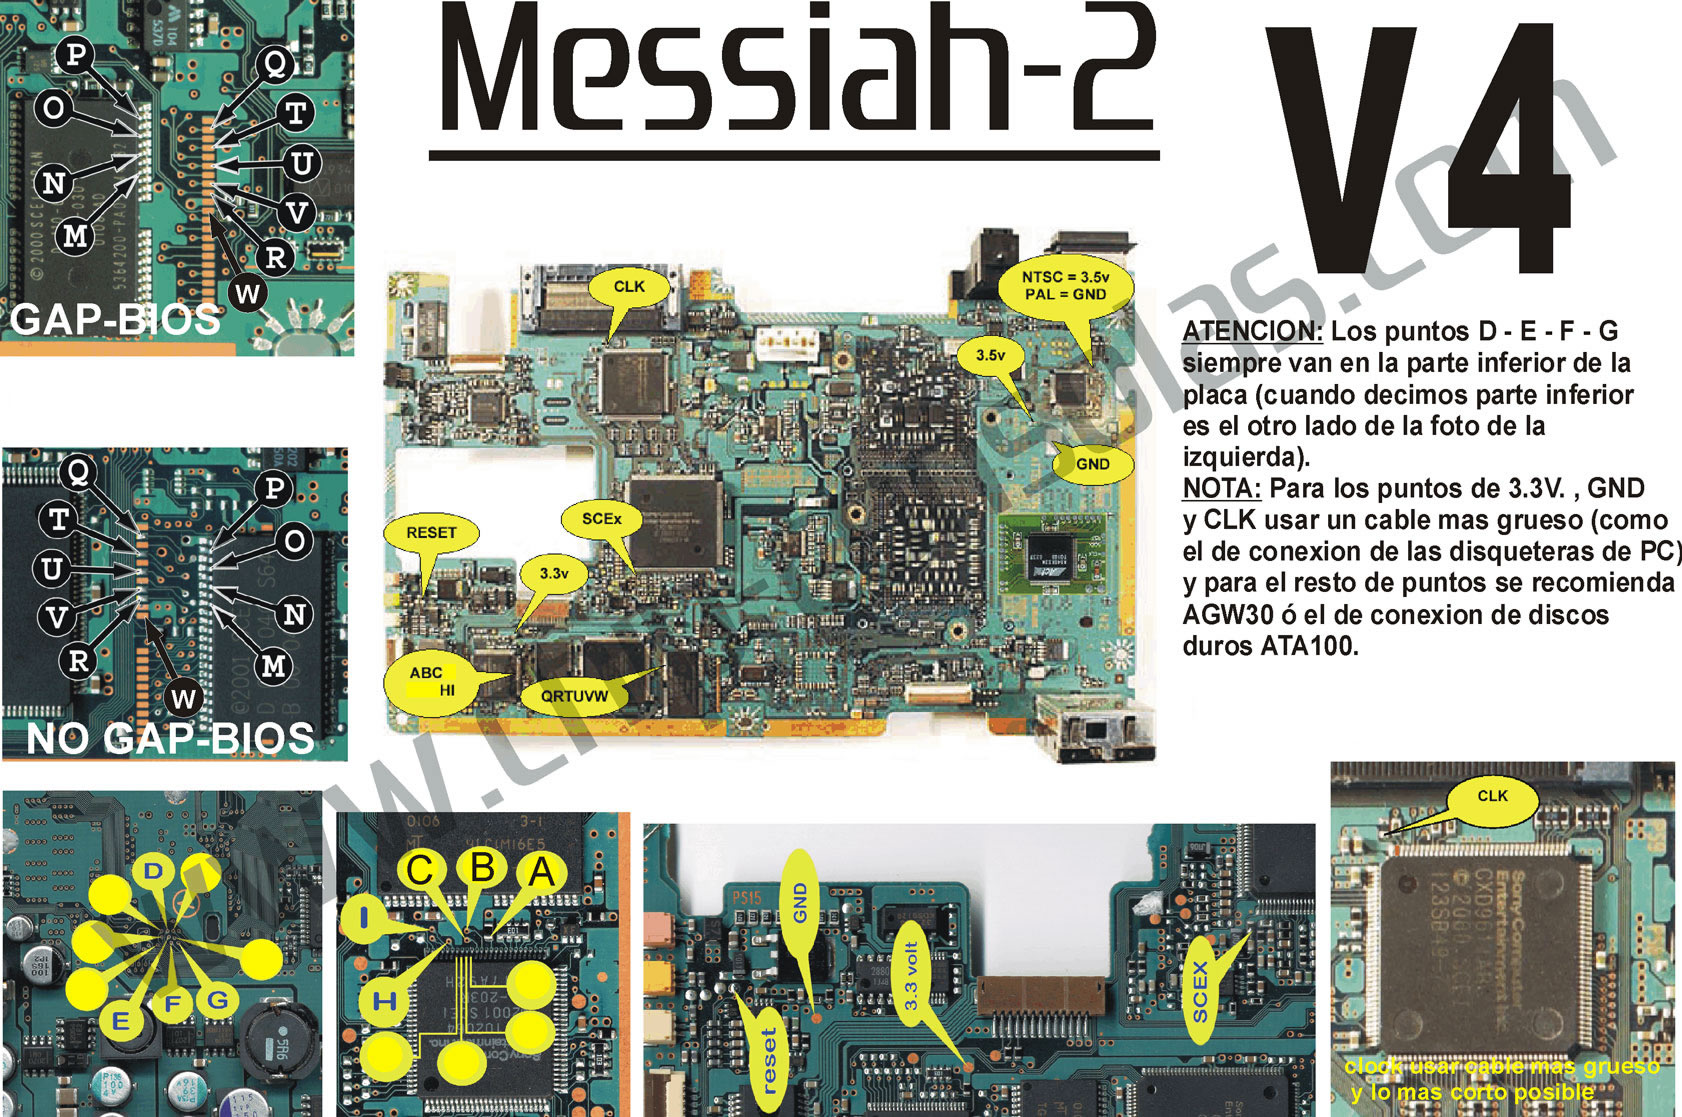 Messiah-2
V4
P
O
N
M
Q
T
U
V
R
W
GAP-BIOS
CLK
NTSC = 3.5v
PAL = GND
3.5v
GND
SCEx
RESET
3.3v
ABC
HI
QRTUVW
ATENCION: Los puntos D - E - F - G
siempre van en la parte inferior de la
placa (cuando decimos parte inferior
es el otro lado de la foto de la
izquierda).
NOTA: Para los puntos de 3.3V. , GND
y CLK usar un cable mas grueso (como
el de conexion de las disqueteras de PC)
y para el resto de puntos se recomienda
AGW30 ó el de conexion de discos
duros ATA100.
Q
T
U
V
R
W
P
O
N
M
NO GAP-BIOS
D
E
F
G
C
B
A
I
H
PS15
GND
3.3 volt
reset
SCEX
CLK
clock usar cable mas grueso
y lo mas corto posible